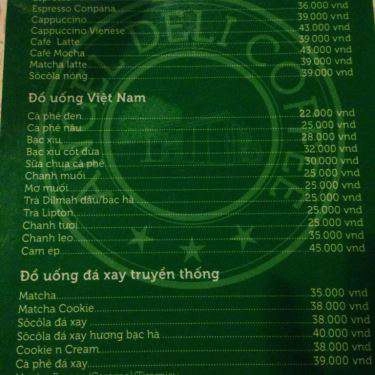 Espresso Conpana 36.000 vnd
Cappuccino 39.000 vnd
Cappuccino Vienese 43.000 vnd
Café Latte 39.000 vnd
Café Mocha 43.000 vnd
Matcha latte 39.000 vnd
Sôcôla nóng 39.000 vnd
Đồ uống Việt Nam
Cà phê đen 22.000 vnd
Cà phê nâu 25.000 vnd
Bạc xỉu 28.000 vnd
Bạc xỉu cốt dừa 32.000 vnd
Sữa chua cà phê 30.000 vnd
Chanh muối 25.000 vnd
Mơ muối 25.000 vnd
Trà Dilmah dâu/bạc hà 25.000 vnd
Trà Lipton 25.000 vnd
Chanh tươi 25.000 vnd
Chanh leo 35.000 vnd
Cam ép 45.000 vnd
Đồ uống đá xay truyền thống
Matcha 35.000 vnd
Matcha Cookie 38.000 vnd
Sôcôla đá xay 38.000 vnd
Sôcôla đá xay hương bạc hà 40.000 vnd
Cookie n Cream 38.000 vnd
Cà phê đá xay 39.000 vnd
DELI COFFEE